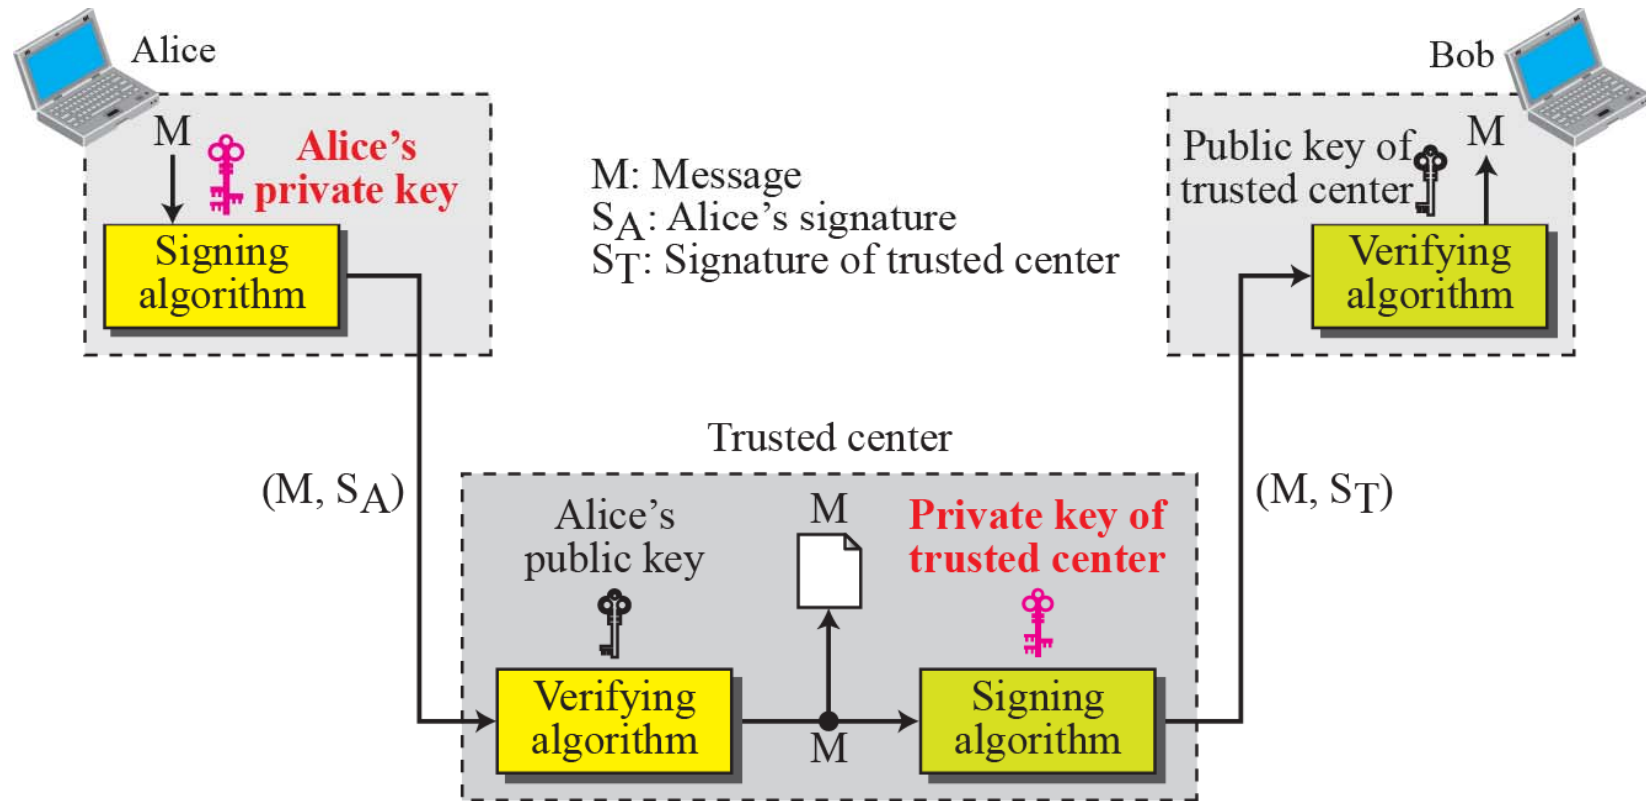 Alice
M
Alice's
private key
Signing
algorithm
M: Message
SA: Alice's signature
ST: Signature of trusted center
Bob
Public key of
trusted center
M
Verifying
algorithm
(M, SA)
Trusted center
(M, ST)
Alice's
public key
M
Private key of
trusted center
Verifying
algorithm
M
Signing
algorithm